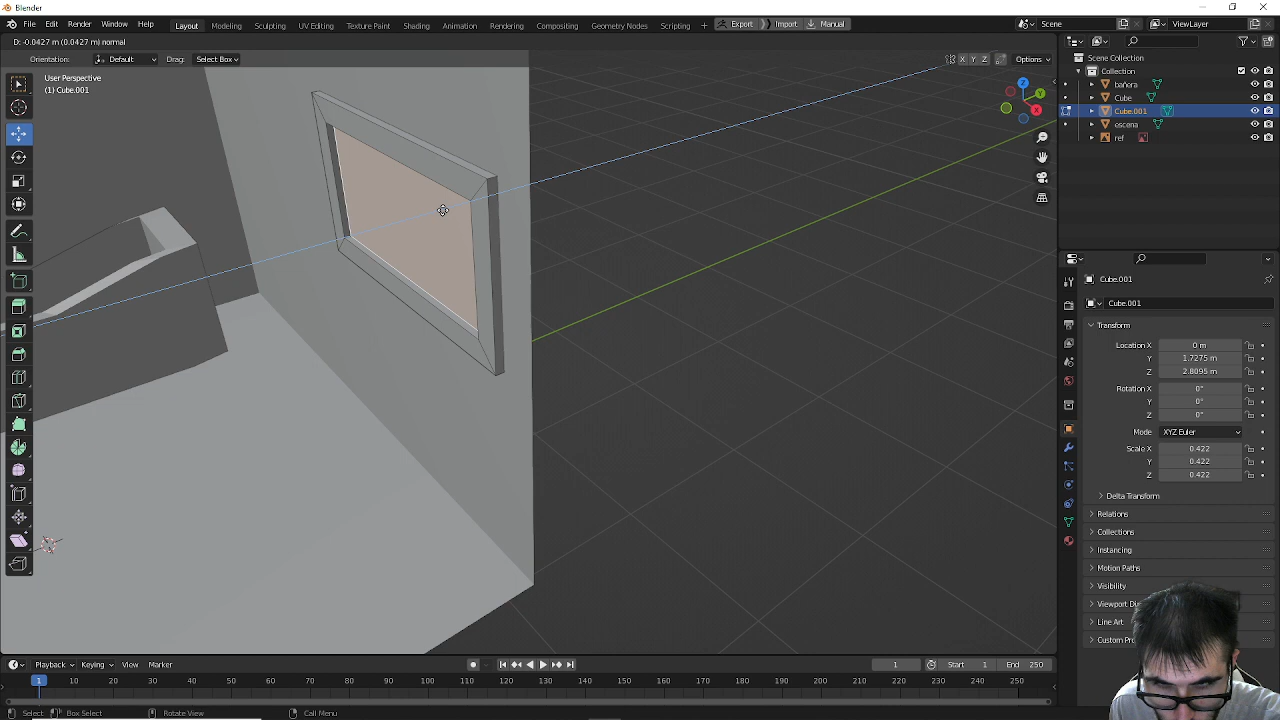 Blender
File Edit Render Window Help Layout Modeling Sculpting UV Editing Texture Paint Shading Animation Rendering Compositing Geometry Nodes Scripting + Export Import Manual Scene ViewLayer
D: -0.0427 m (0.0427 m) normal
Orientation: Default Drag: Select Box X Y Z Options
User Perspective
(1) Cube.001
Z
Y
X
Scene Collection
Collection
bañera
Cube
Cube.001
escena
ref
Cube.001
Cube.001
Transform
Location X 0 m
Y 1.7275 m
Z 2.8095 m
Rotation X 0°
Y 0°
Z 0°
Mode XYZ Euler
Scale X 0.422
Y 0.422
Z 0.422
Delta Transform
Relations
Collections
Instancing
Motion Paths
Visibility
Viewport Di
Line Art
Custom Pr
Playback Keying View Marker 1 Start 1 End 250
1 10 20 30 40 50 60 70 80 90 100 110 120 130 140 150 160 170 180 190 200 210 220 230 240 250
Select Box Select Rotate View Call Menu